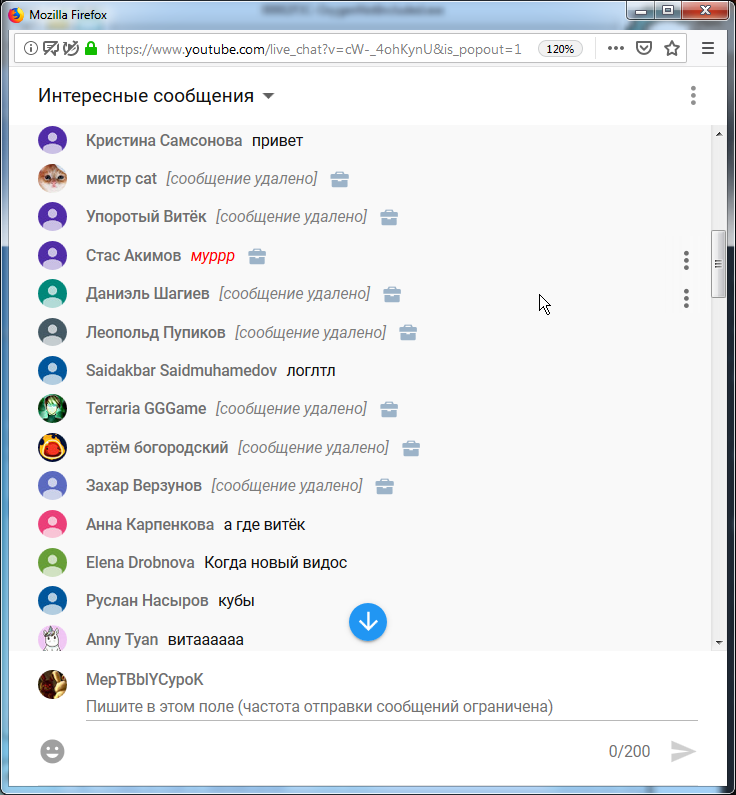 Mozilla Firefox
https://www.youtube.com/live_chat?v=cW-_4ohKynU&is_popout=1
120%
Интересные сообщения
Кристина Самсонова привет
мистр cat [сообщение удалено]
Упоротый Витёк [сообщение удалено]
Стас Акимов муррр
Даниэль Шагиев [сообщение удалено]
Леопольд Пупиков [сообщение удалено]
Saidakbar Saidmuhamedov логлтл
Terraria GGGame [сообщение удалено]
артём богородский [сообщение удалено]
Захар Верзунов [сообщение удалено]
Анна Карпенкова а где витёк
Elena Drobnova Когда новый видос
Руслан Насыров кубы
Anny Tyan витаааааа
MepTBblYCypoK
Пишите в этом поле (частота отправки сообщений ограничена)
0/200